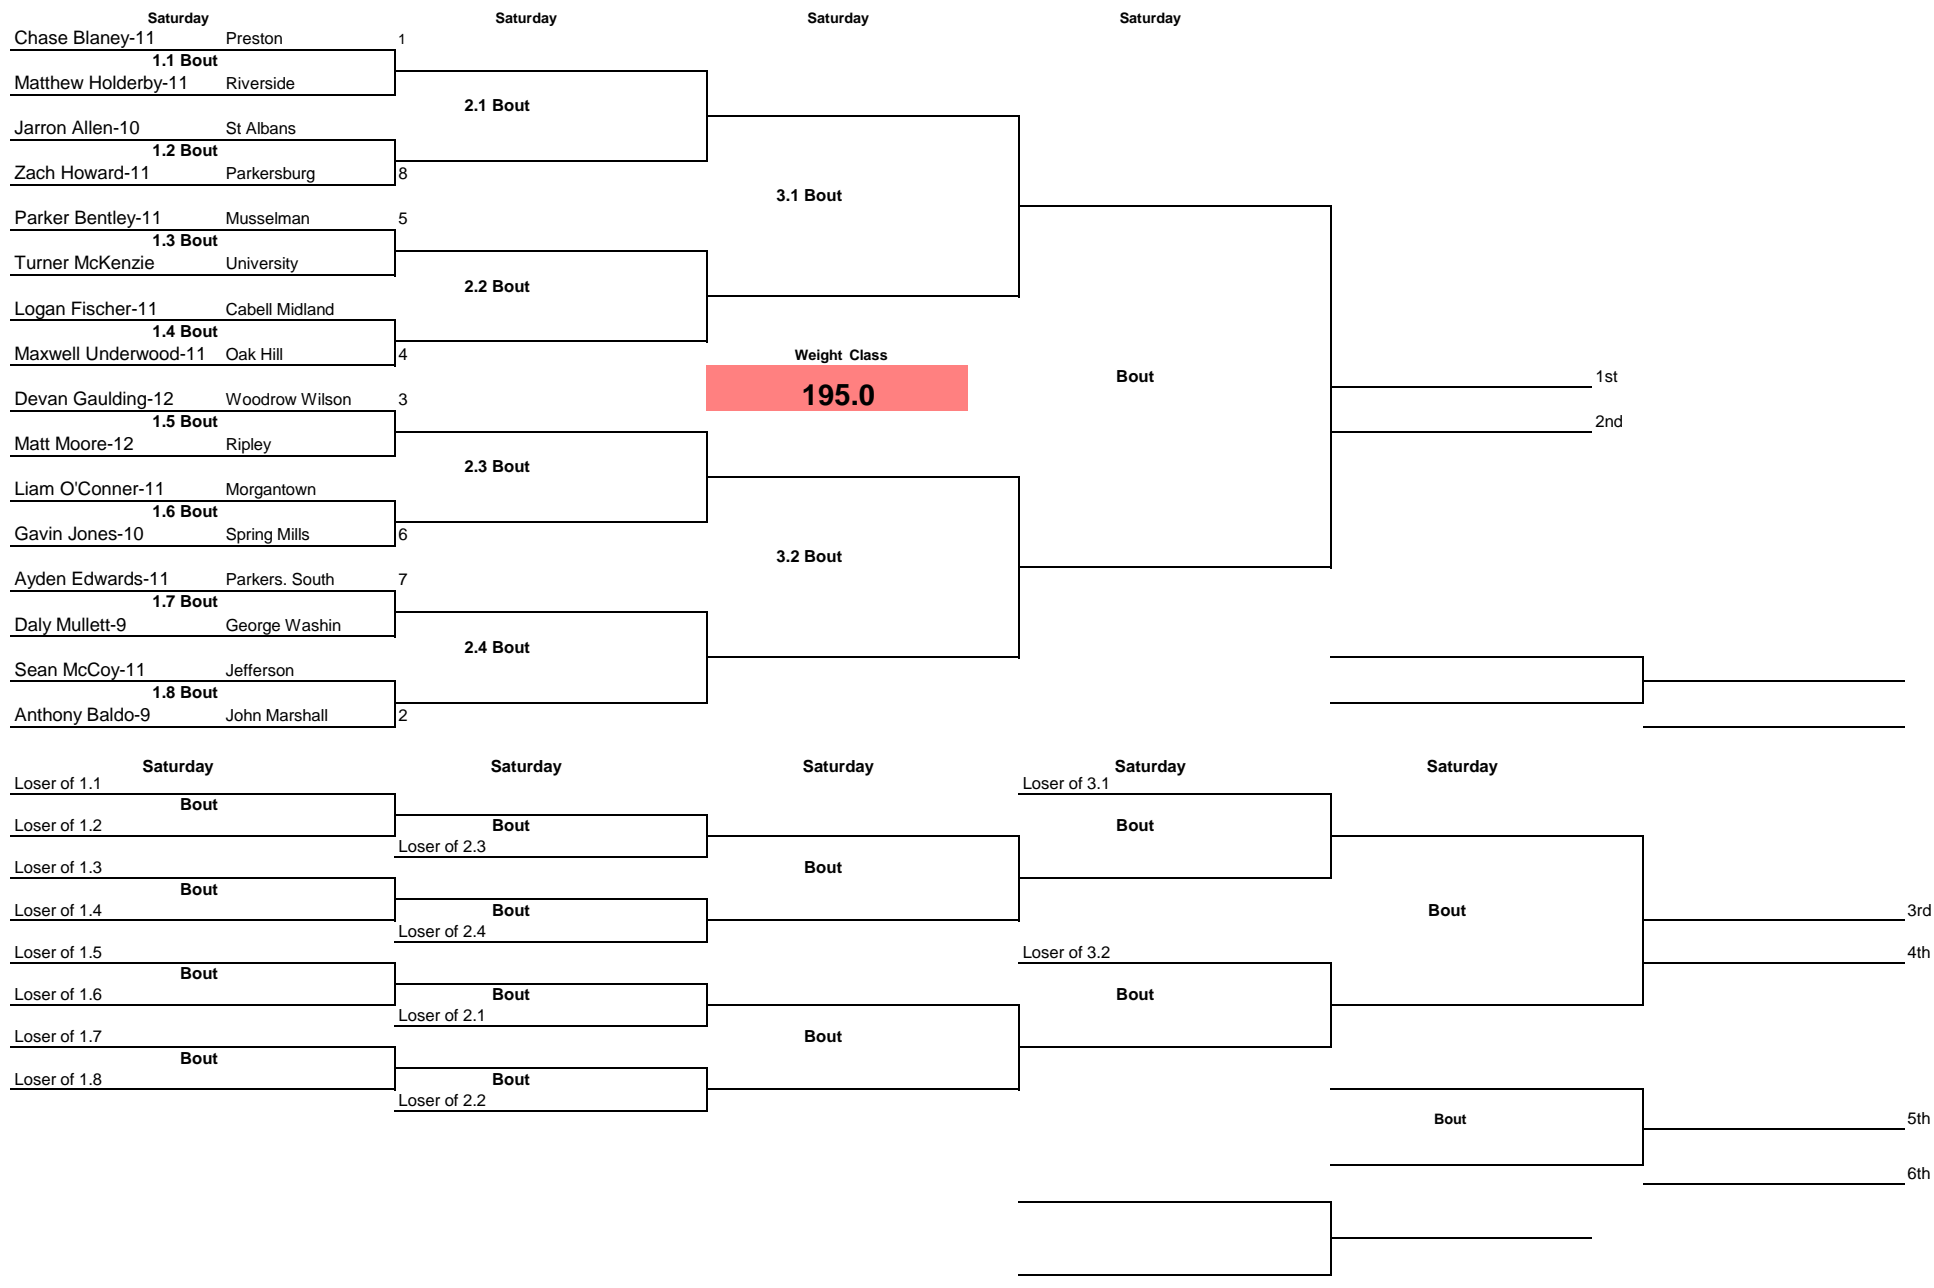 Saturday Saturday Saturday Saturday
Chase Blaney-11 Preston 1
1.1 Bout
Matthew Holderby-11 Riverside
2.1 Bout
Jarron Allen-10 St Albans
1.2 Bout
Zach Howard-11 Parkersburg 8
3.1 Bout
Parker Bentley-11 Musselman 5
1.3 Bout
Turner McKenzie University
2.2 Bout
Logan Fischer-11 Cabell Midland
1.4 Bout
Maxwell Underwood-11 Oak Hill 4
Weight Class
Bout
1st
195.0
Devan Gaulding-12 Woodrow Wilson 3
1.5 Bout
2nd
Matt Moore-12 Ripley
2.3 Bout
Liam O'Conner-11 Morgantown
1.6 Bout
Gavin Jones-10 Spring Mills 6
3.2 Bout
Ayden Edwards-11 Parkers. South 7
1.7 Bout
Daly Mullett-9 George Washin
2.4 Bout
Sean McCoy-11 Jefferson
1.8 Bout
Anthony Baldo-9 John Marshall 2
Saturday Saturday Saturday Saturday Saturday
Loser of 1.1 Loser of 3.1
Bout
Loser of 1.2 Bout Bout
Loser of 2.3
Loser of 1.3 Bout
Bout
Loser of 1.4 Bout Bout 3rd
Loser of 2.4
Loser of 1.5 Loser of 3.2 4th
Bout
Loser of 1.6 Bout Bout
Loser of 2.1
Loser of 1.7 Bout
Bout
Loser of 1.8 Bout
Loser of 2.2
Bout 5th
6th